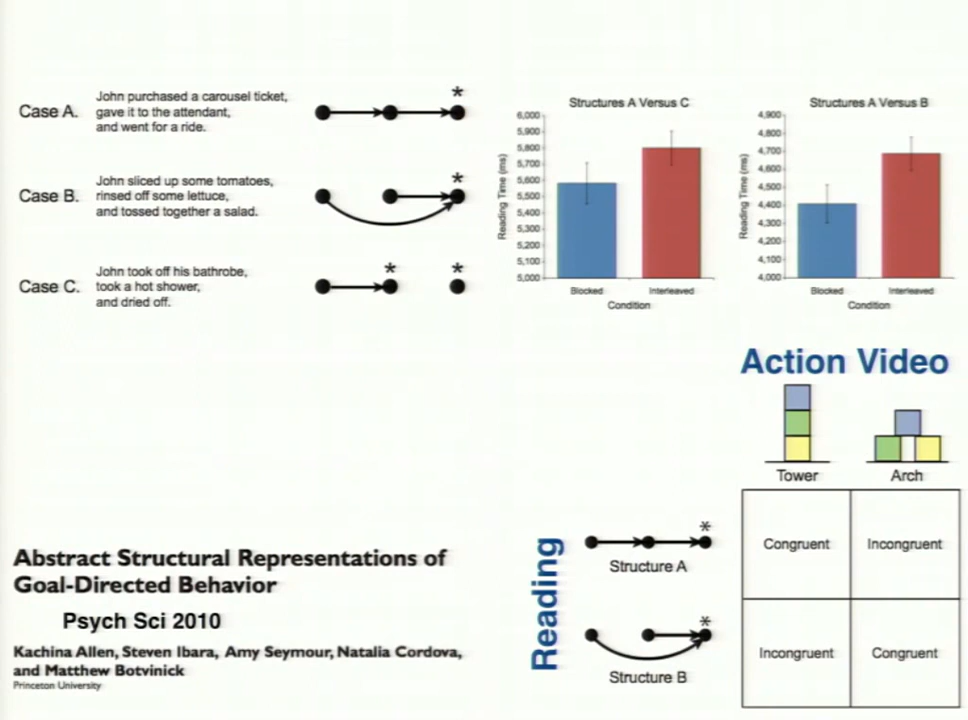 Case A.
John purchased a carousel ticket,
gave it to the attendant,
and went for a ride.
*
Case B.
John sliced up some tomatoes,
rinsed off some lettuce,
and tossed together a salad.
*
Case C.
John took off his bathrobe,
took a hot shower,
and dried off.
* *
Structures A Versus C
Reading Time (ms)
6,000
5,900
5,800
5,700
5,600
5,500
5,400
5,300
5,200
5,100
5,000
Blocked Interleaved
Condition
Structures A Versus B
Reading Time (ms)
4,900
4,800
4,700
4,600
4,500
4,400
4,300
4,200
4,100
4,000
Blocked Interleaved
Condition
Action Video
Tower Arch
Reading
*
Structure A
Congruent Incongruent
*
Structure B
Incongruent Congruent
Abstract Structural Representations of
Goal-Directed Behavior
Psych Sci 2010
Kachina Allen, Steven Ibara, Amy Seymour, Natalia Cordova,
and Matthew Botvinick
Princeton University